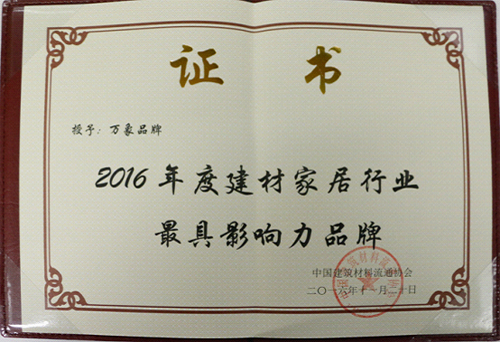 证书
授予：万象品牌
2016年度建材家居行业
最具影响力品牌
中国建筑材料流通协会
二〇一六年十一月二十日